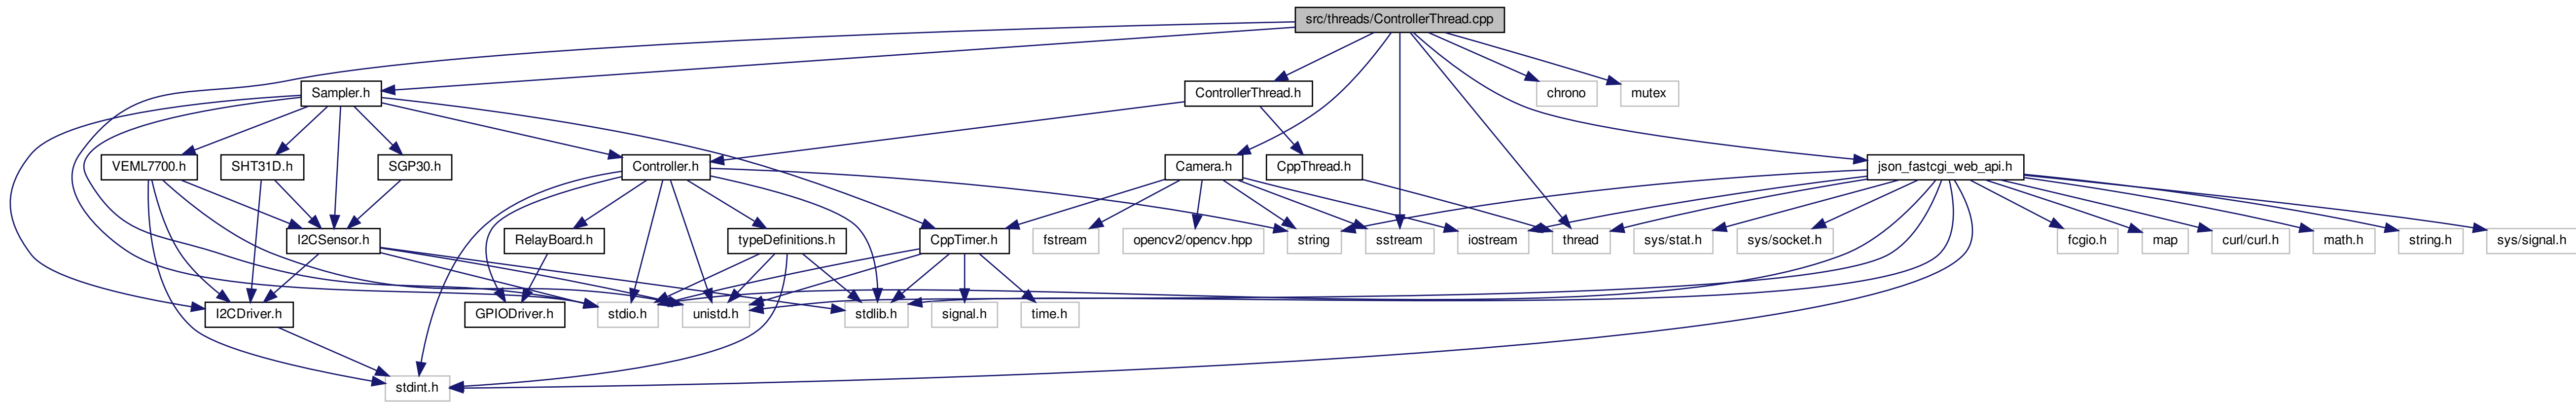 src/threads/ControllerThread.cpp
Sampler.h
ControllerThread.h
chrono
mutex
VEML7700.h
SHT31D.h
SGP30.h
Controller.h
Camera.h
CppThread.h
json_fastcgi_web_api.h
I2CSensor.h
RelayBoard.h
typeDefinitions.h
CppTimer.h
fstream
opencv2/opencv.hpp
string
sstream
iostream
thread
sys/stat.h
sys/socket.h
fcgio.h
map
curl/curl.h
math.h
string.h
sys/signal.h
I2CDriver.h
GPIODriver.h
stdio.h
unistd.h
stdlib.h
signal.h
time.h
stdint.h